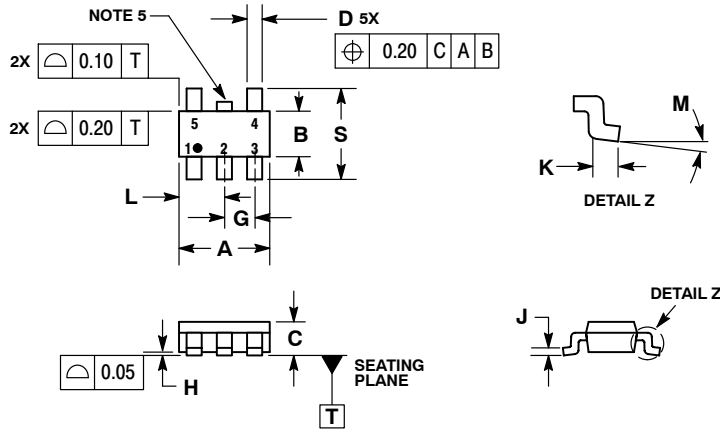 NOTE 5
D 5X
0.20 C A B
2X 0.10 T
2X 0.20 T
5 4
1 2 3
B
S
L
G
A
M
K
DETAIL Z
C
0.05
H
SEATING
PLANE
T
J
DETAIL Z